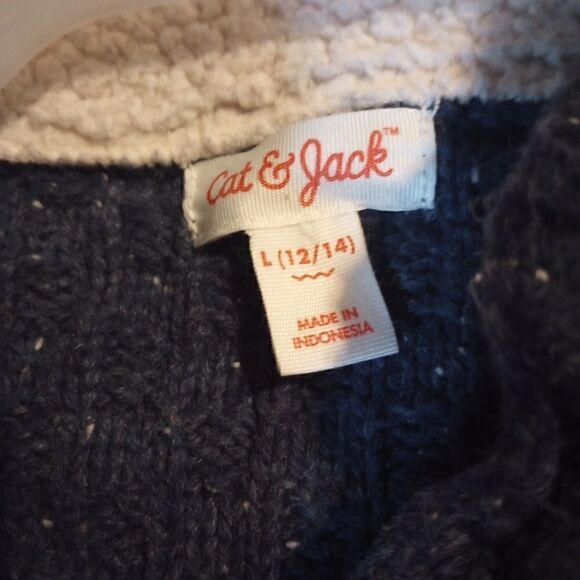 Cat & Jack™
L (12/14)
MADE IN
INDONESIA